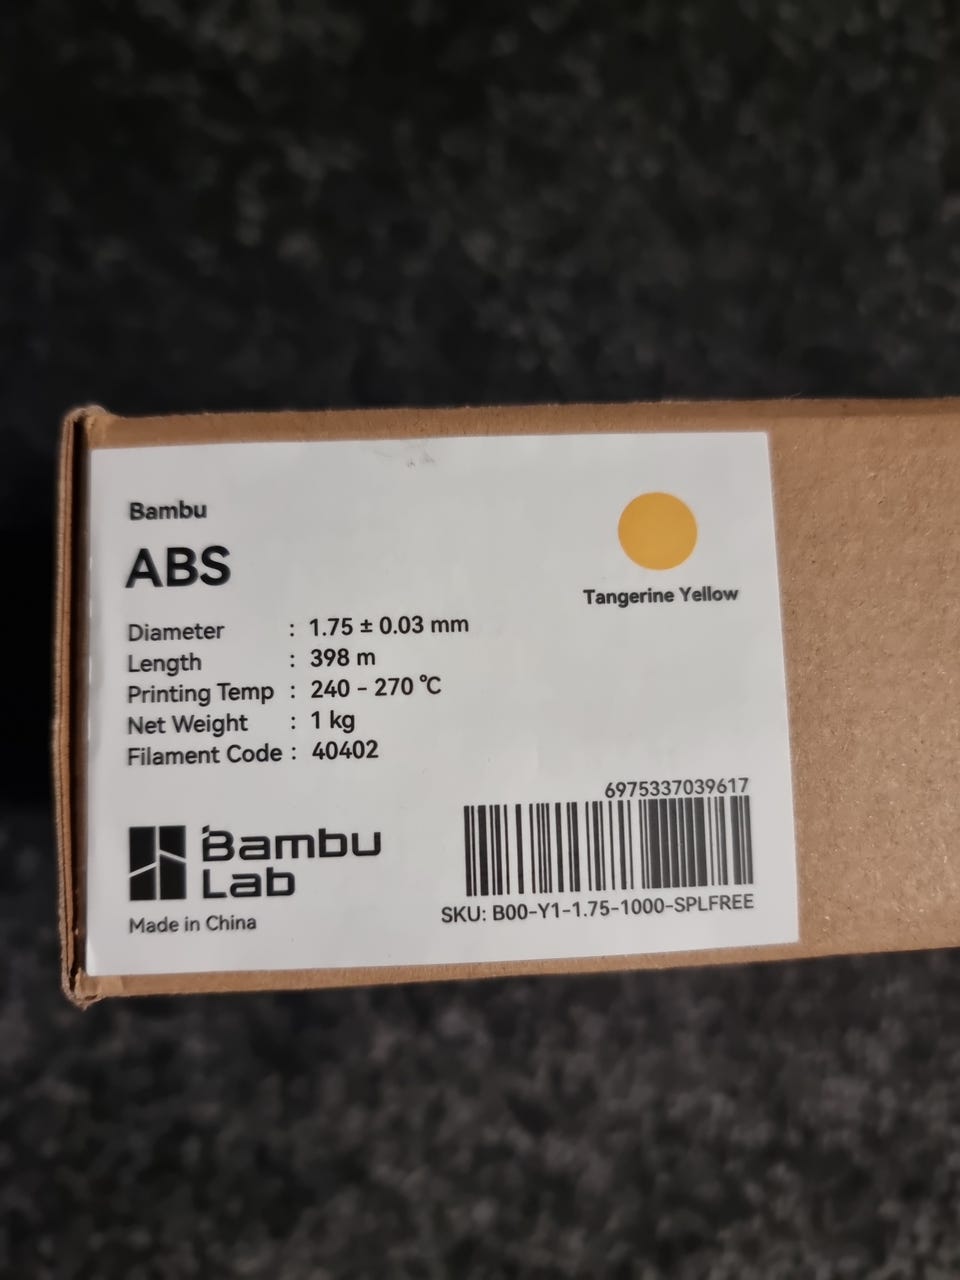 Bambu
ABS
Tangerine Yellow
Diameter : 1.75 ± 0.03 mm
Length : 398 m
Printing Temp : 240 - 270 ℃
Net Weight : 1 kg
Filament Code : 40402
6975337039617
Bambu
Lab
SKU: B00-Y1-1.75-1000-SPLFREE
Made in China